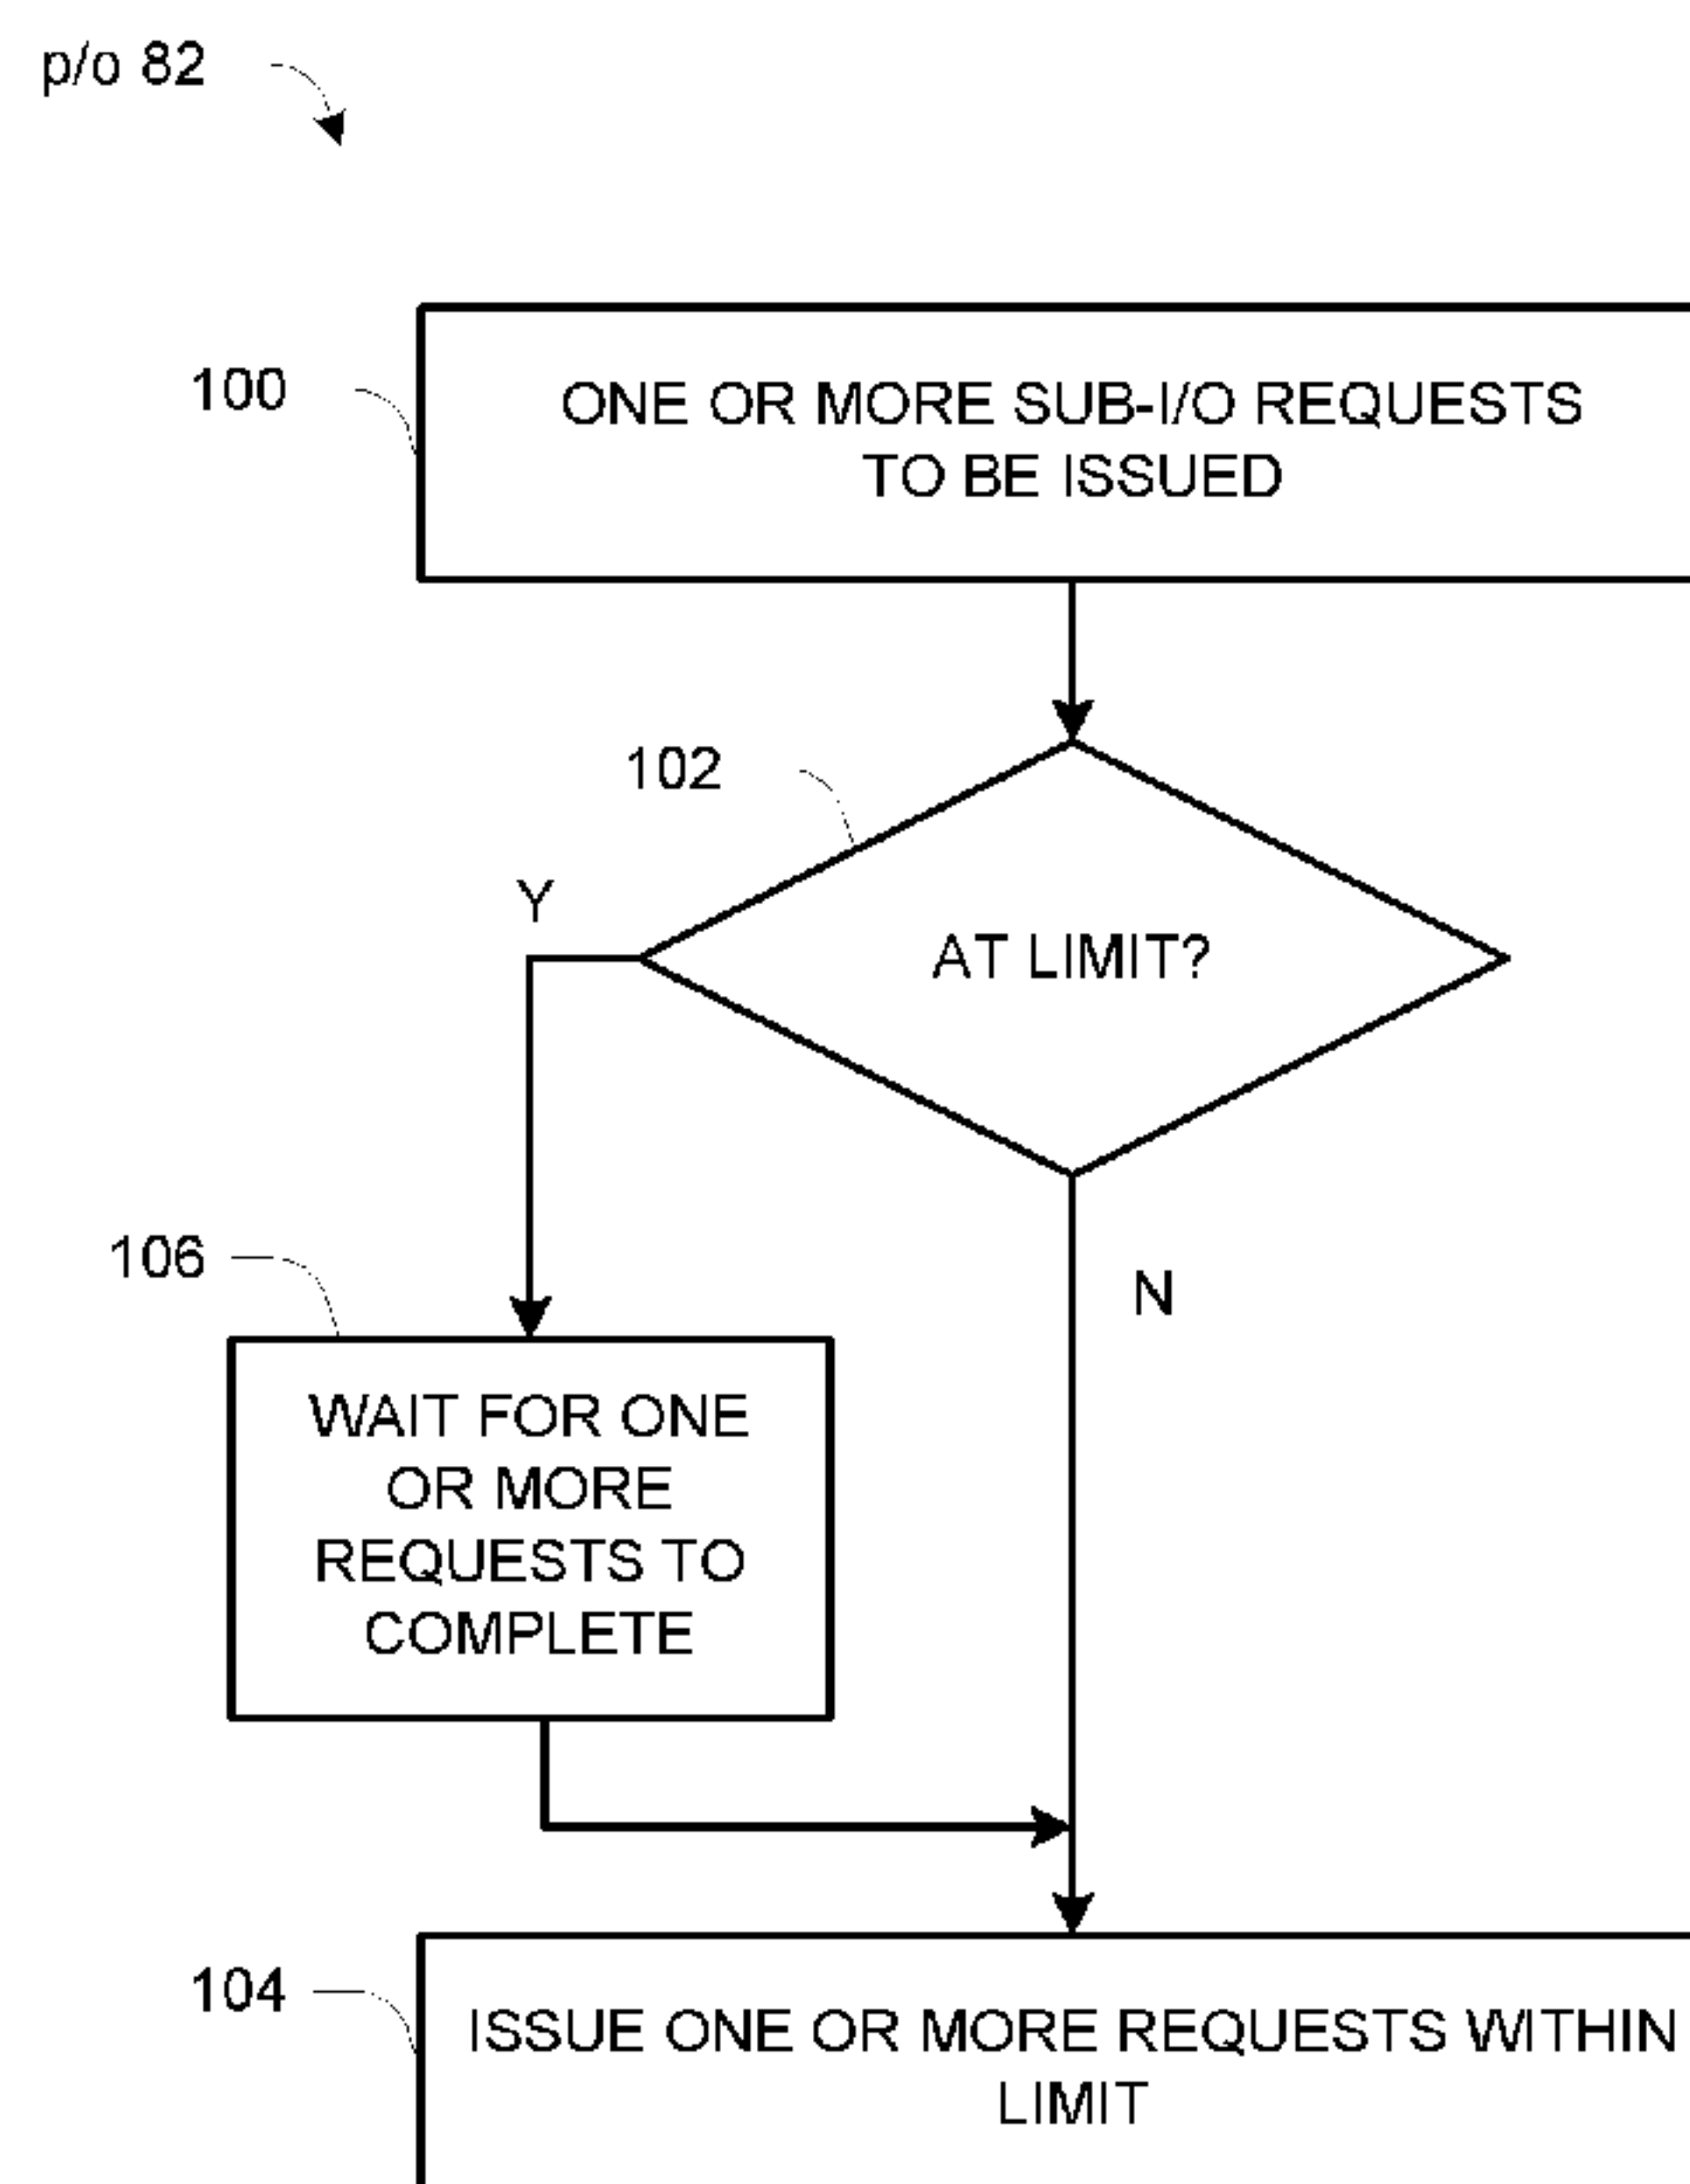 p/o 82
100
ONE OR MORE SUB-I/O REQUESTS
TO BE ISSUED
102
Y
AT LIMIT?
106
N
WAIT FOR ONE
OR MORE
REQUESTS TO
COMPLETE
104
ISSUE ONE OR MORE REQUESTS WITHIN
LIMIT